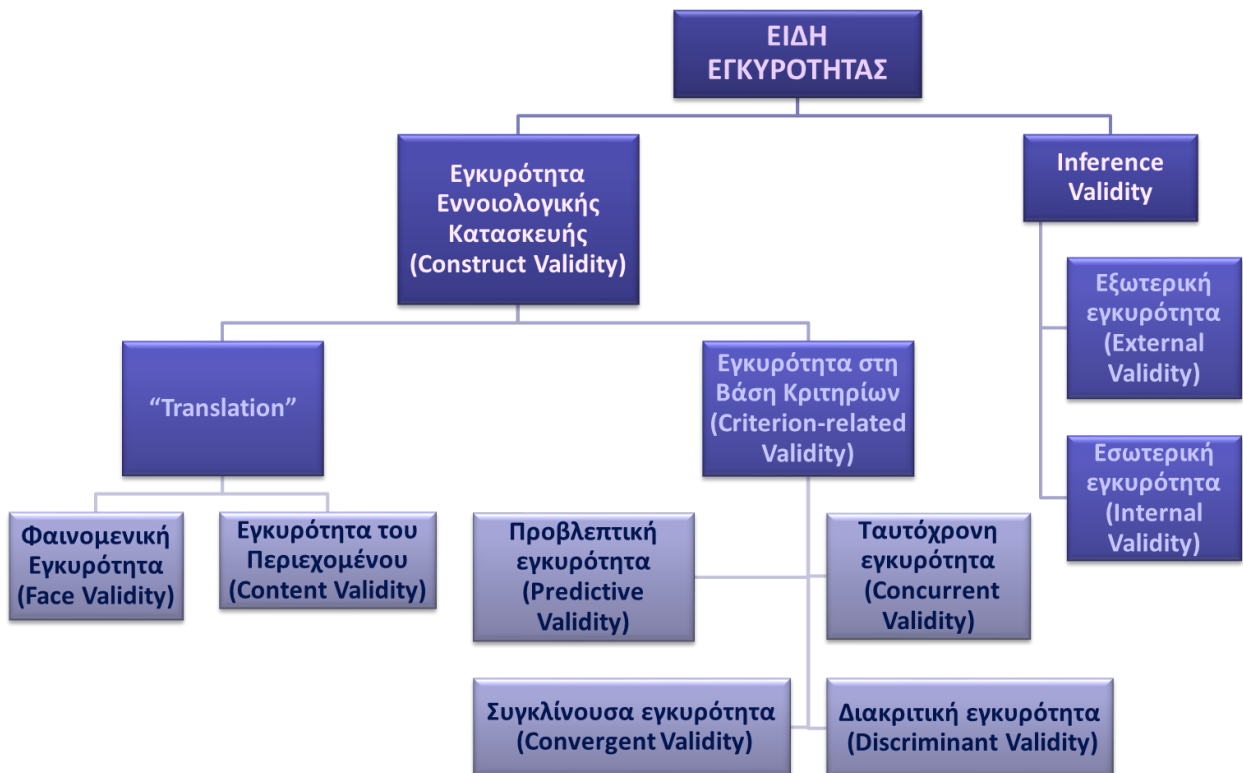 ΕΙΔΗ
ΕΓΚΥΡΟΤΗΤΑΣ
Εγκυρότητα
Εννοιολογικής
Κατασκευής
(Construct Validity)
Inference
Validity
“Translation”
Εγκυρότητα στη
Βάση Κριτηρίων
(Criterion-related
Validity)
Εξωτερική
εγκυρότητα
(External
Validity)
Εσωτερική
εγκυρότητα
(Internal
Validity)
Φαινομενική
Εγκυρότητα
(Face Validity)
Εγκυρότητα του
Περιεχομένου
(Content Validity)
Προβλεπτική
εγκυρότητα
(Predictive
Validity)
Ταυτόχρονη
εγκυρότητα
(Concurrent
Validity)
Συγκλίνουσα εγκυρότητα
(Convergent Validity)
Διακριτική εγκυρότητα
(Discriminant Validity)